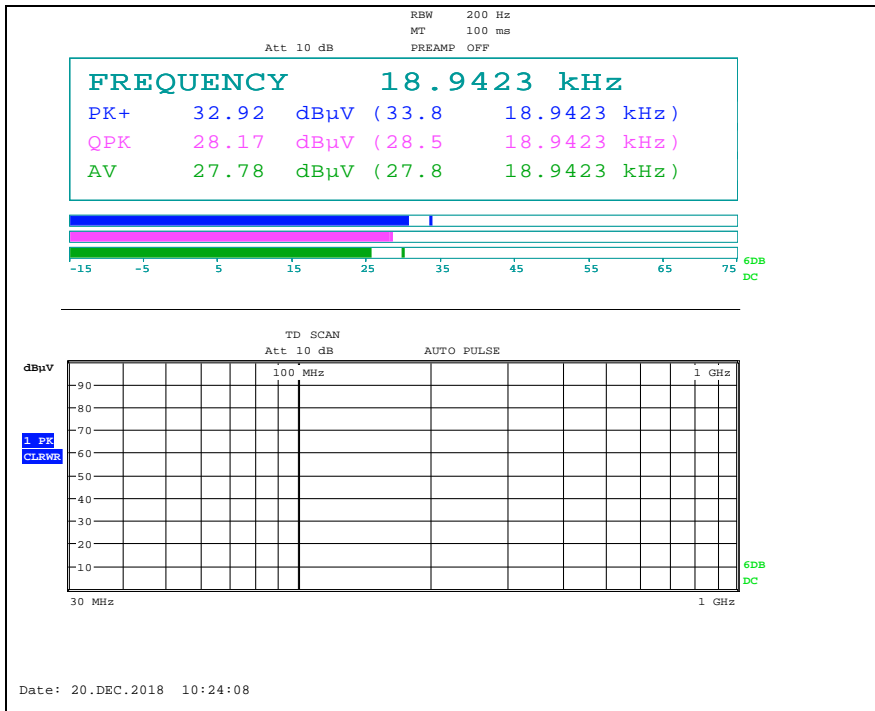 RBW 200 Hz
MT 100 ms
Att 10 dB PREAMP OFF
FREQUENCY 18.9423 kHz
PK+ 32.92 dBµV (33.8 18.9423 kHz)
QPK 28.17 dBµV (28.5 18.9423 kHz)
AV 27.78 dBµV (27.8 18.9423 kHz)
-15 -5 5 15 25 35 45 55 65 75
6DB
DC
TD SCAN
Att 10 dB AUTO PULSE
dBµV
100 MHz 1 GHz
90
80
70
1 PK
60
CLRWR
50
40
30
20
10
6DB
DC
30 MHz 1 GHz
Date: 20.DEC.2018 10:24:08